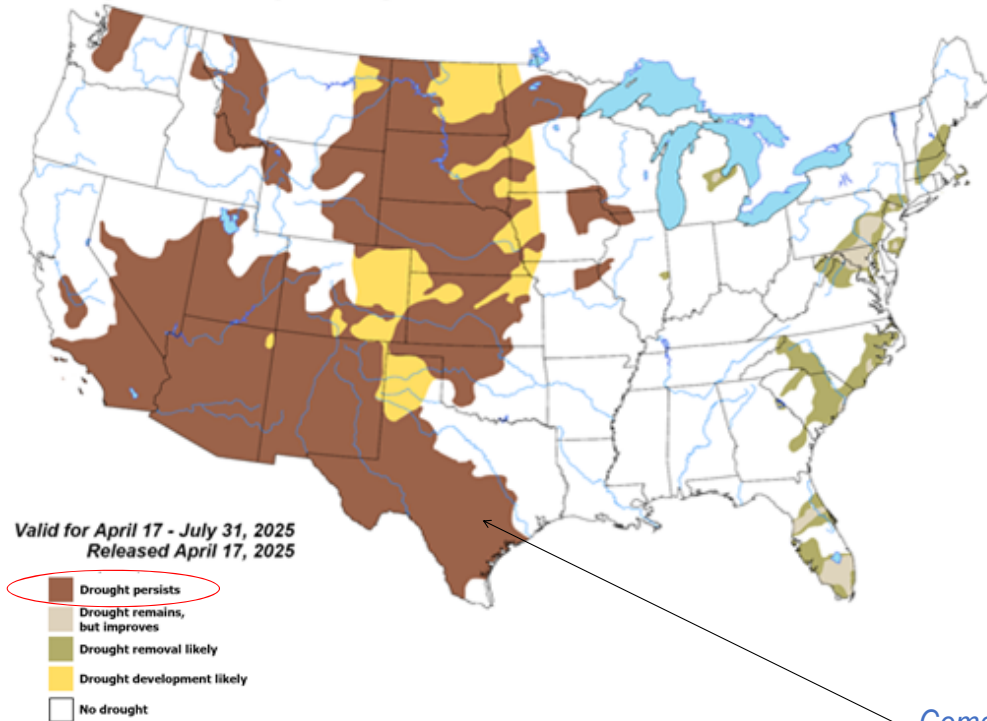 Valid for April 17 - July 31, 2025
Released April 17, 2025
Drought persists
Drought remains,
but improves
Drought removal likely
Drought development likely
No drought